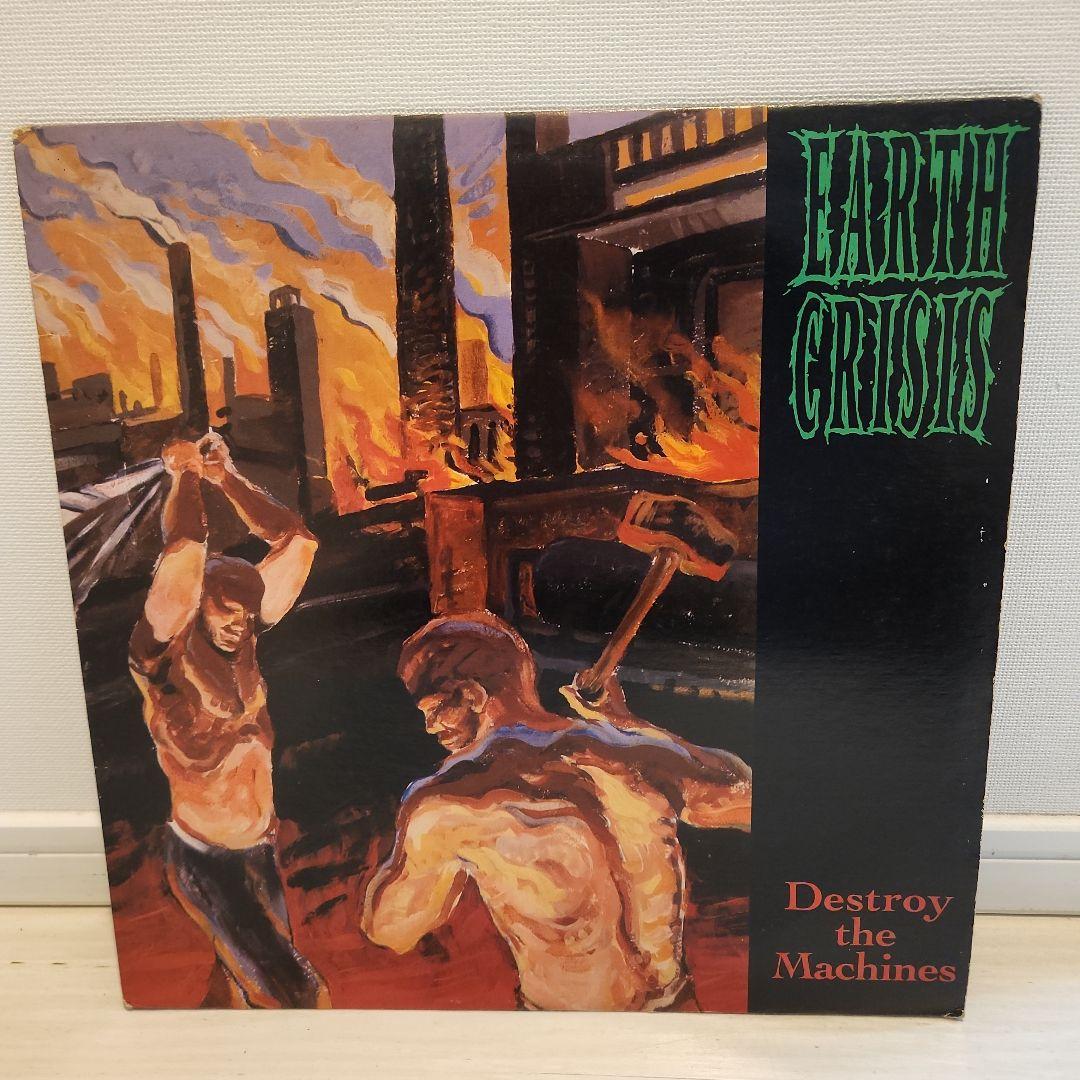 EARTH
CRISIS
Destroy
the
Machines